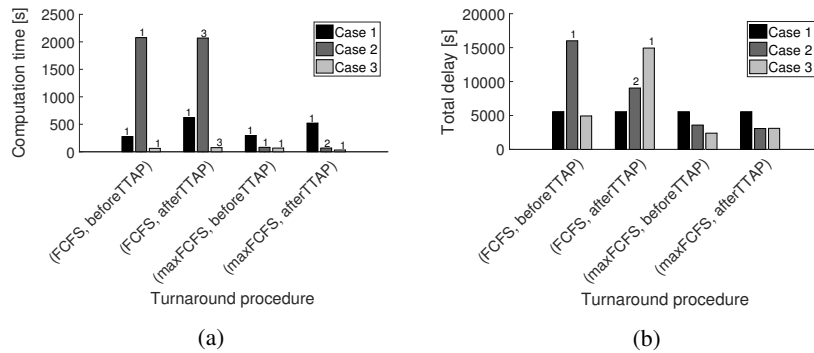 Computation time [s]
2500
2000
1500
1000
500
0
1
1
1
1
3
3
1
1
1
1
2
1
Case 1
Case 2
Case 3
(FCFS, beforeTTAP)
(FCFS, afterTTAP)
(maxFCFS, beforeTTAP)
(maxFCFS, afterTTAP)
Turnaround procedure
(a)
Total delay [s]
20000
15000
10000
5000
0
1
2
1
Case 1
Case 2
Case 3
(FCFS, beforeTTAP)
(FCFS, afterTTAP)
(maxFCFS, beforeTTAP)
(maxFCFS, afterTTAP)
Turnaround procedure
(b)